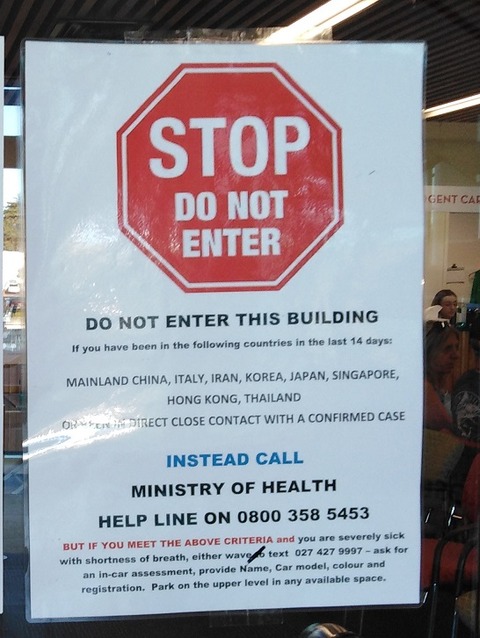 STOP
DO NOT
ENTER
DO NOT ENTER THIS BUILDING
If you have been in the following countries in the last 14 days:
MAINLAND CHINA, ITALY, IRAN, KOREA, JAPAN, SINGAPORE,
HONG KONG, THAILAND
OR BEEN IN DIRECT CLOSE CONTACT WITH A CONFIRMED CASE
INSTEAD CALL
MINISTRY OF HEALTH
HELP LINE ON 0800 358 5453
BUT IF YOU MEET THE ABOVE CRITERIA and you are severely sick
with shortness of breath, either wave text 027 427 9997 – ask for
an in-car assessment, provide Name, Car model, colour and
registration. Park on the upper level in any available space.
GENT CAR